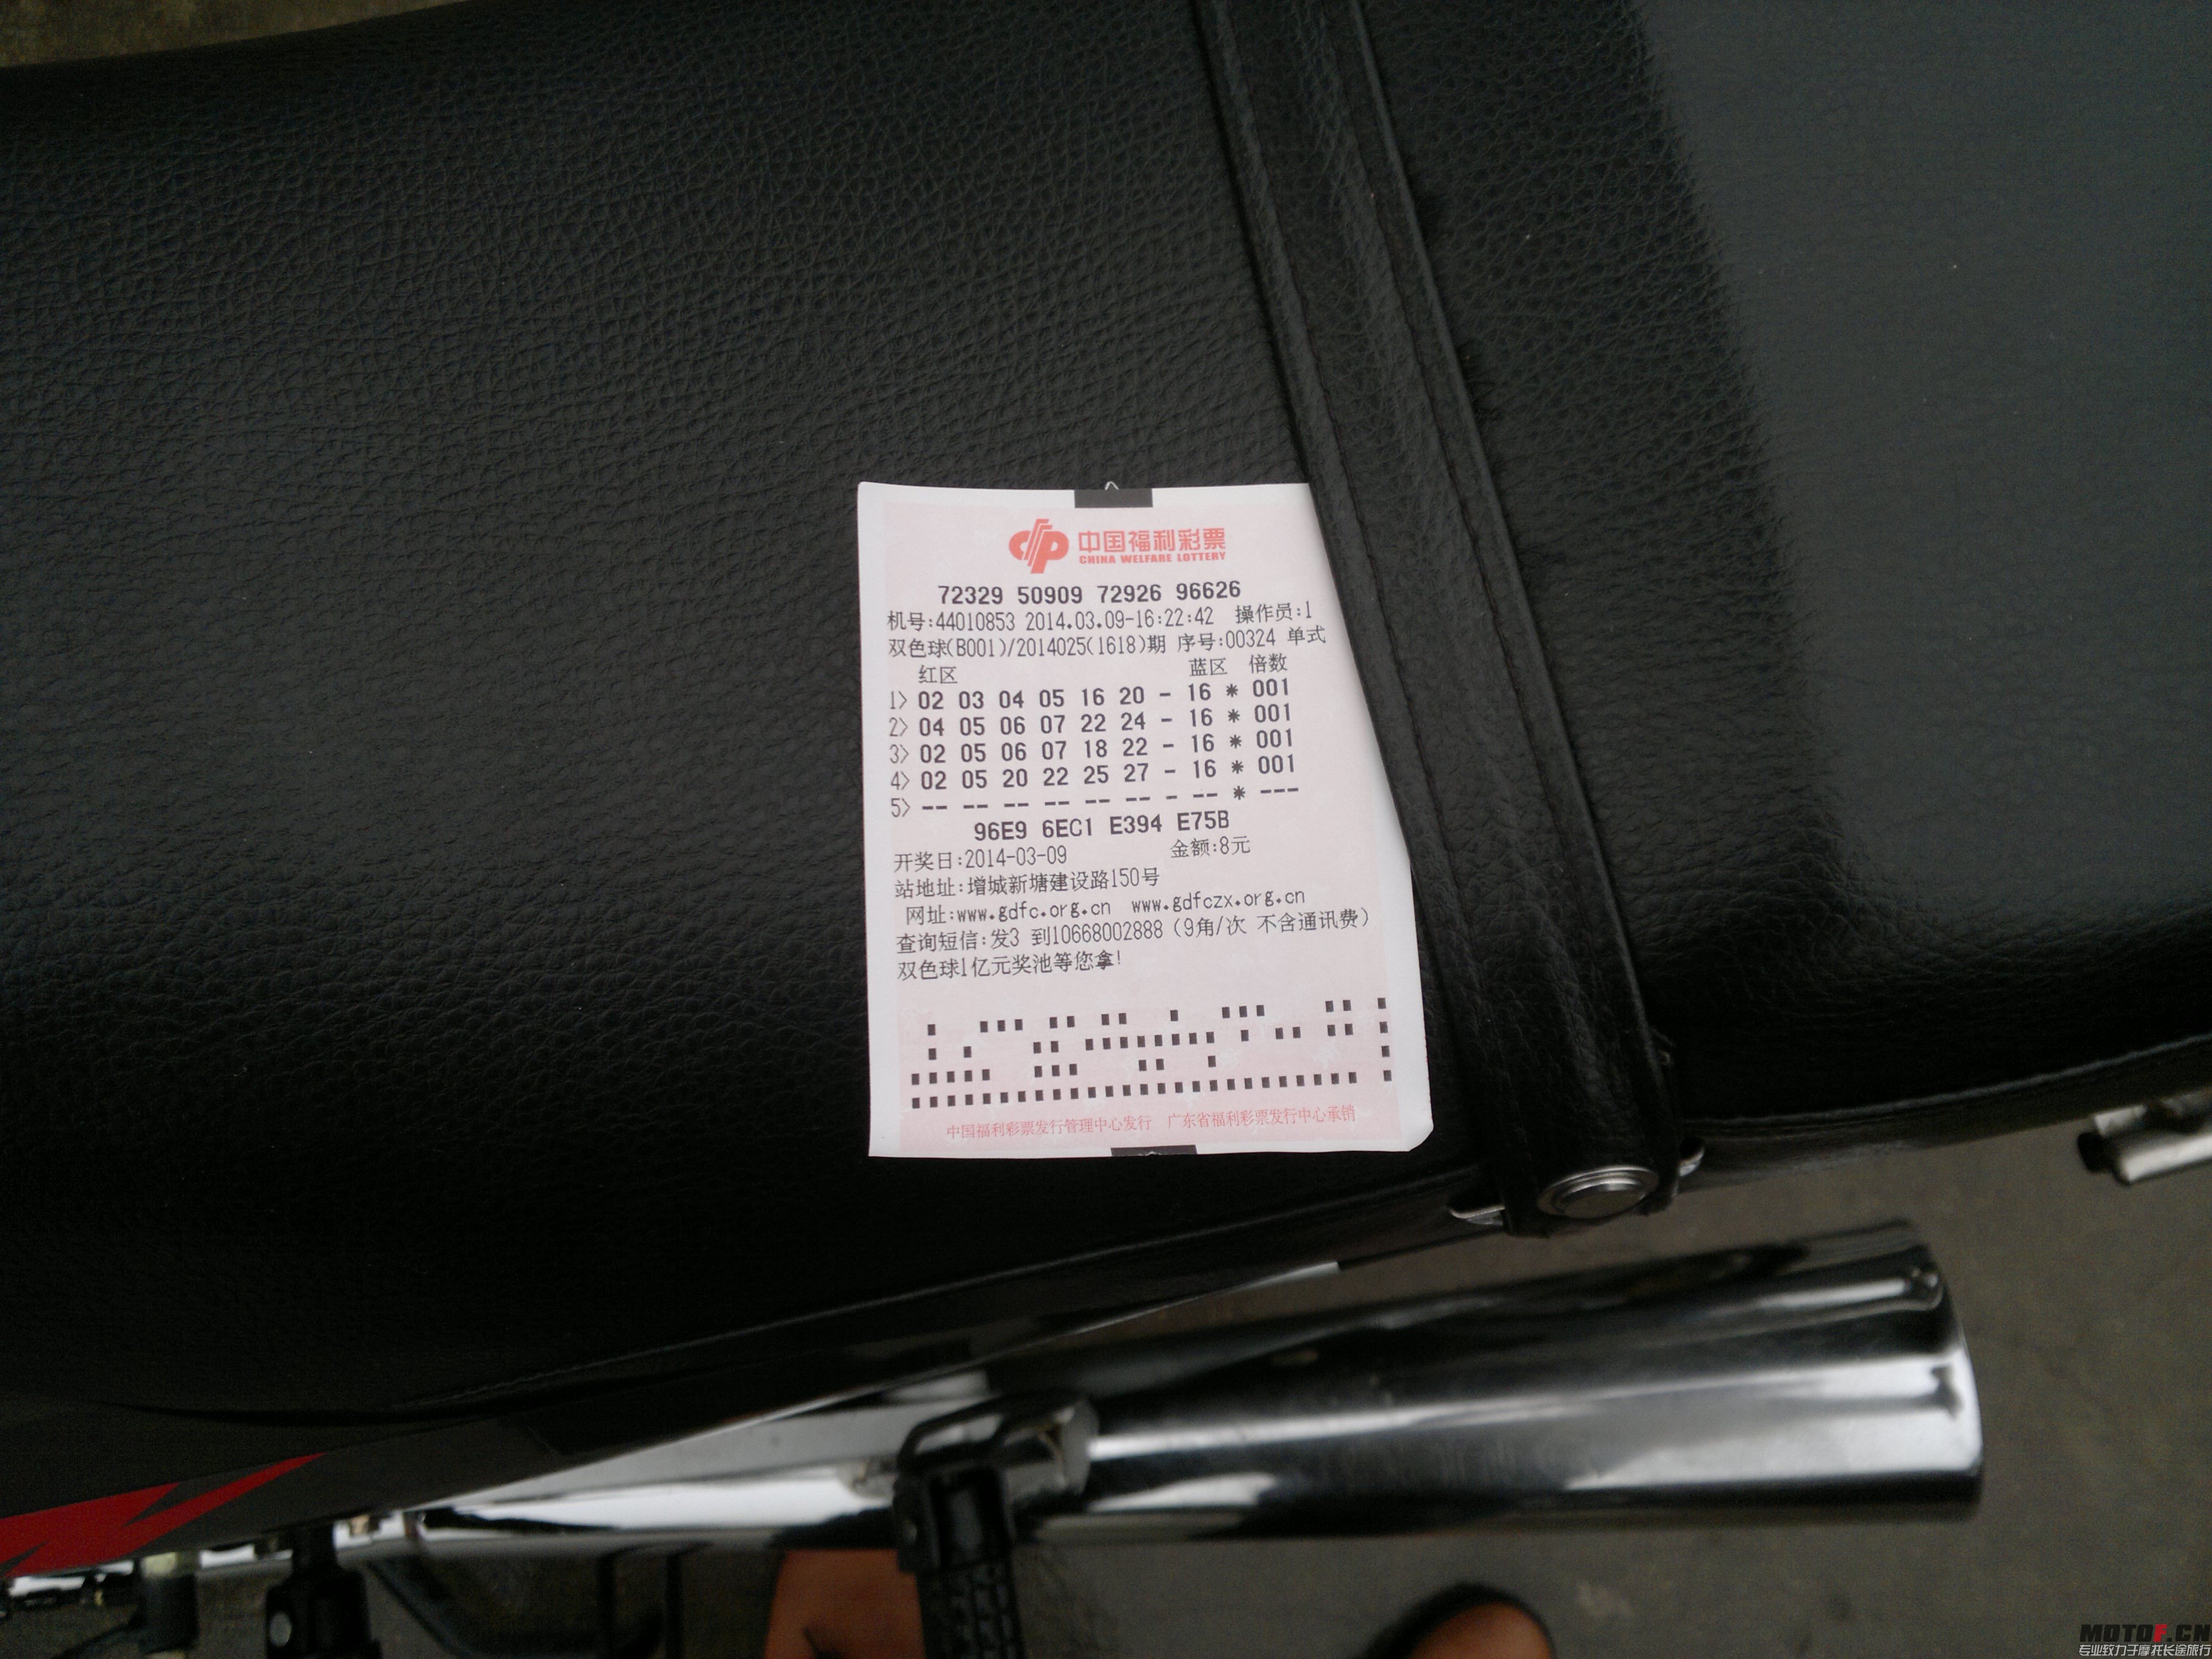 中国福利彩票
CHINA WELFARE LOTTERY
72329 50909 72926 96626
机号:44010853 2014.03.09-16:22:42 操作员:1
双色球(B001)/2014025(1618)期 序号:00324 单式
红区 蓝区 倍数
1> 02 03 04 05 16 20 - 16 * 001
2> 04 05 06 07 22 24 - 16 * 001
3> 02 05 06 07 18 22 - 16 * 001
4> 02 05 20 22 25 27 - 16 * 001
5> -- -- -- -- -- -- - -- * ---
96E9 6EC1 E394 E75B
开奖日:2014-03-09 金额:8元
站地址:增城新塘建设路150号
网址:www.gdfc.org.cn www.gdfczx.org.cn
查询短信:发3 到10668002888（9角/次 不含通讯费）
双色球1亿元奖池等您拿!
中国福利彩票发行管理中心发行 广东省福利彩票发行中心承销
MOTOF.CN
专业致力于摩托长途旅行